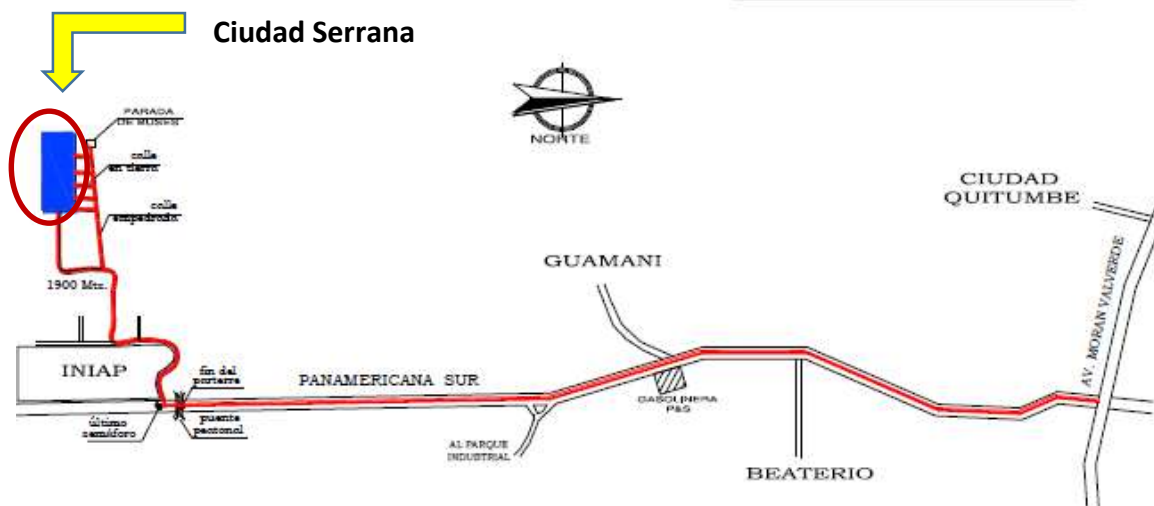 Ciudad Serrana
PARADA
DE BUSES
calle
en tierra
calle
empedrada
1900 Mts.
NORTE
CIUDAD
QUITUMBE
AV. MORAN VALVERDE
GUAMANI
INIAP
fin del
parterre
PANAMERICANA SUR
GASOLINERA
P&S
último
semáforo
puente
peatonal
AL PARQUE
INDUSTRIAL
BEATERIO